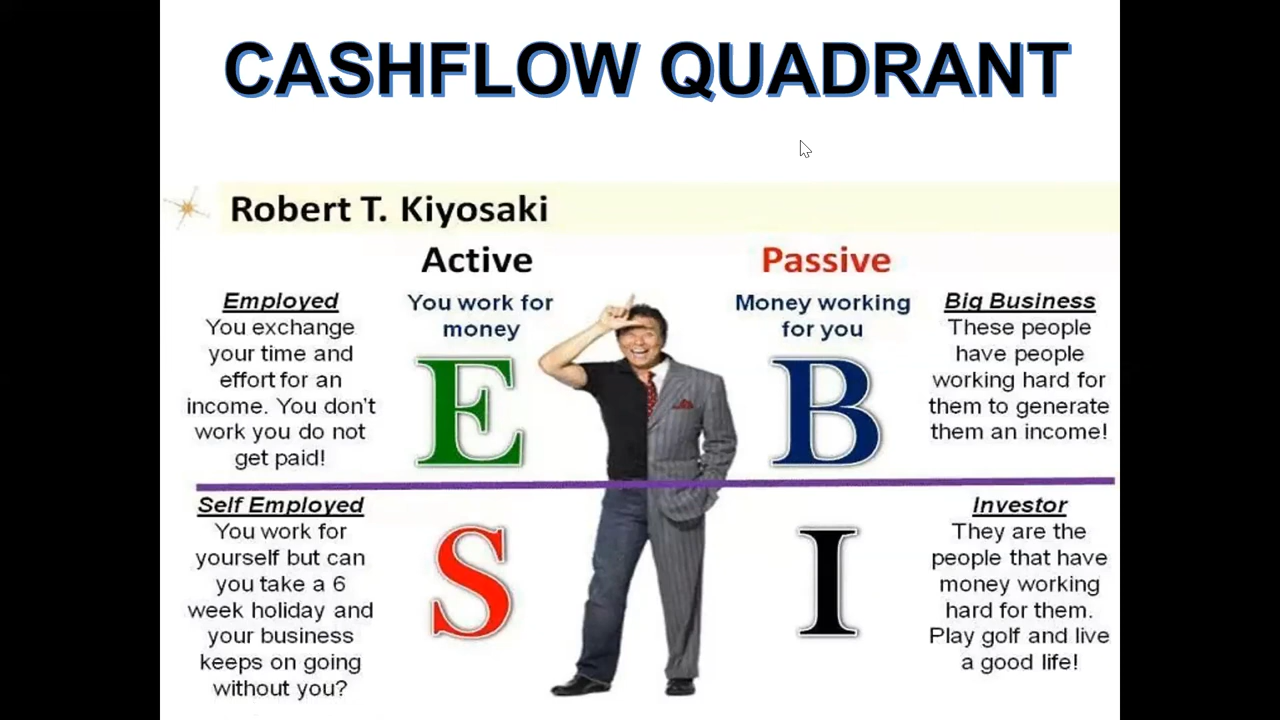 CASHFLOW QUADRANT
Robert T. Kiyosaki
Active
Passive
Employed
You exchange
your time and
effort for an
income. You don't
work you do not
get paid!
You work for
money
E
Money working
for you
B
Big Business
These people
have people
working hard for
them to generate
them an income!
Self Employed
You work for
yourself but can
you take a 6
week holiday and
your business
keeps on going
without you?
S
I
Investor
They are the
people that have
money working
hard for them.
Play golf and live
a good life!